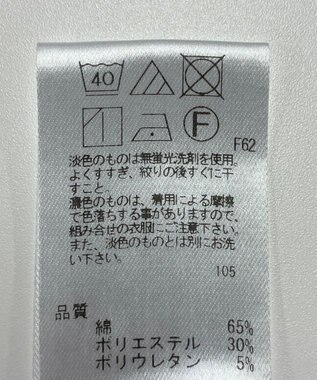 40
F
F62
淡色のものは無蛍光洗剤を使用。
よくすすぎ、絞りの後すぐに干
すこと。
濃色のものは、着用による摩擦
で色落ちする事がありますので、
組み合せの衣服にご注意下さい。
また、淡色のものとは別にお洗
い下さい。
105
品質
綿 65%
ポリエステル 30%
ポリウレタン 5%